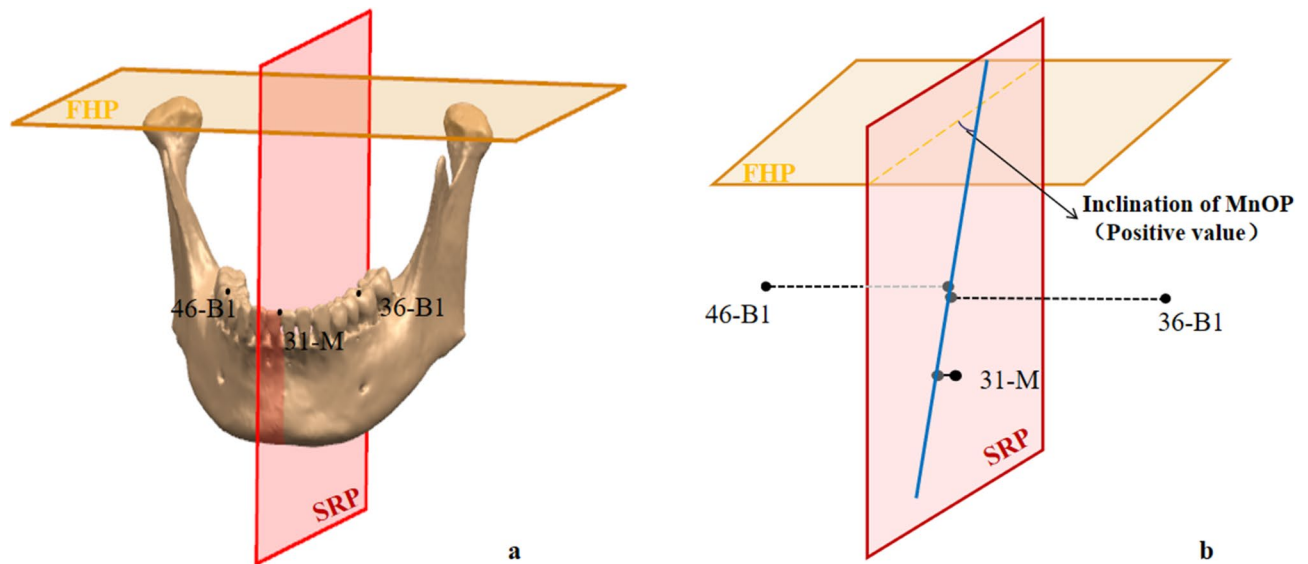 FHP
46-B1
36-B1
31-M
SRP
a
FHP
Inclination of MnOP
（Positive value）
46-B1
36-B1
31-M
SRP
b